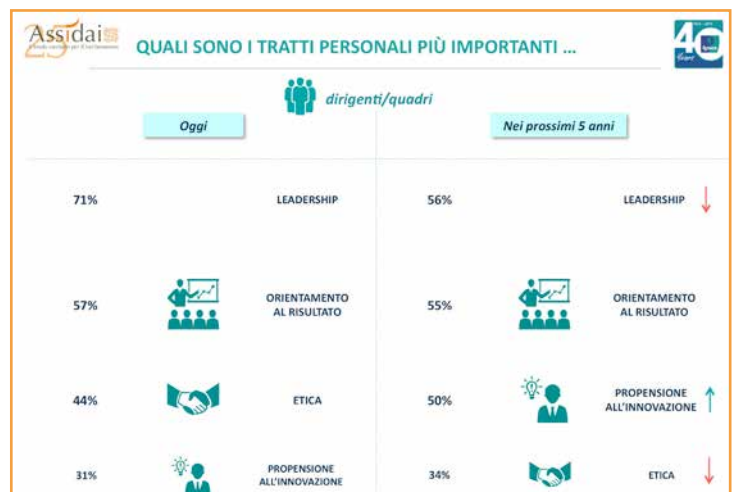 Assidai
25
QUALI SONO I TRATTI PERSONALI PIÙ IMPORTANTI ...
40
dirigenti/quadri
Oggi
Nei prossimi 5 anni
71%
LEADERSHIP
56%
LEADERSHIP
57%
ORIENTAMENTO
AL RISULTATO
55%
ORIENTAMENTO
AL RISULTATO
44%
ETICA
50%
PROPENSIONE
ALL'INNOVAZIONE
31%
PROPENSIONE
ALL'INNOVAZIONE
34%
ETICA